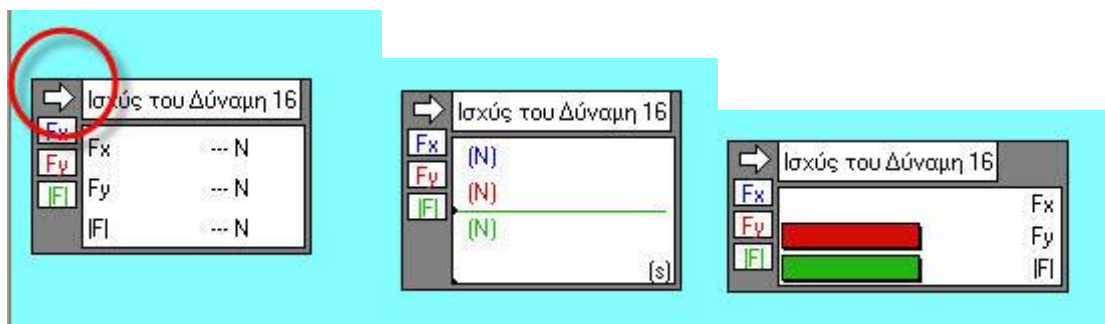 Ισχύς του Δύναμη 16
Fx
Fy
|F|
Fx --- N
Fy --- N
|F| --- N
Ισχύς του Δύναμη 16
Fx
Fy
|F|
(N)
(N)
(N)
(s)
Ισχύς του Δύναμη 16
Fx
Fy
|F|
Fx
Fy
|F|